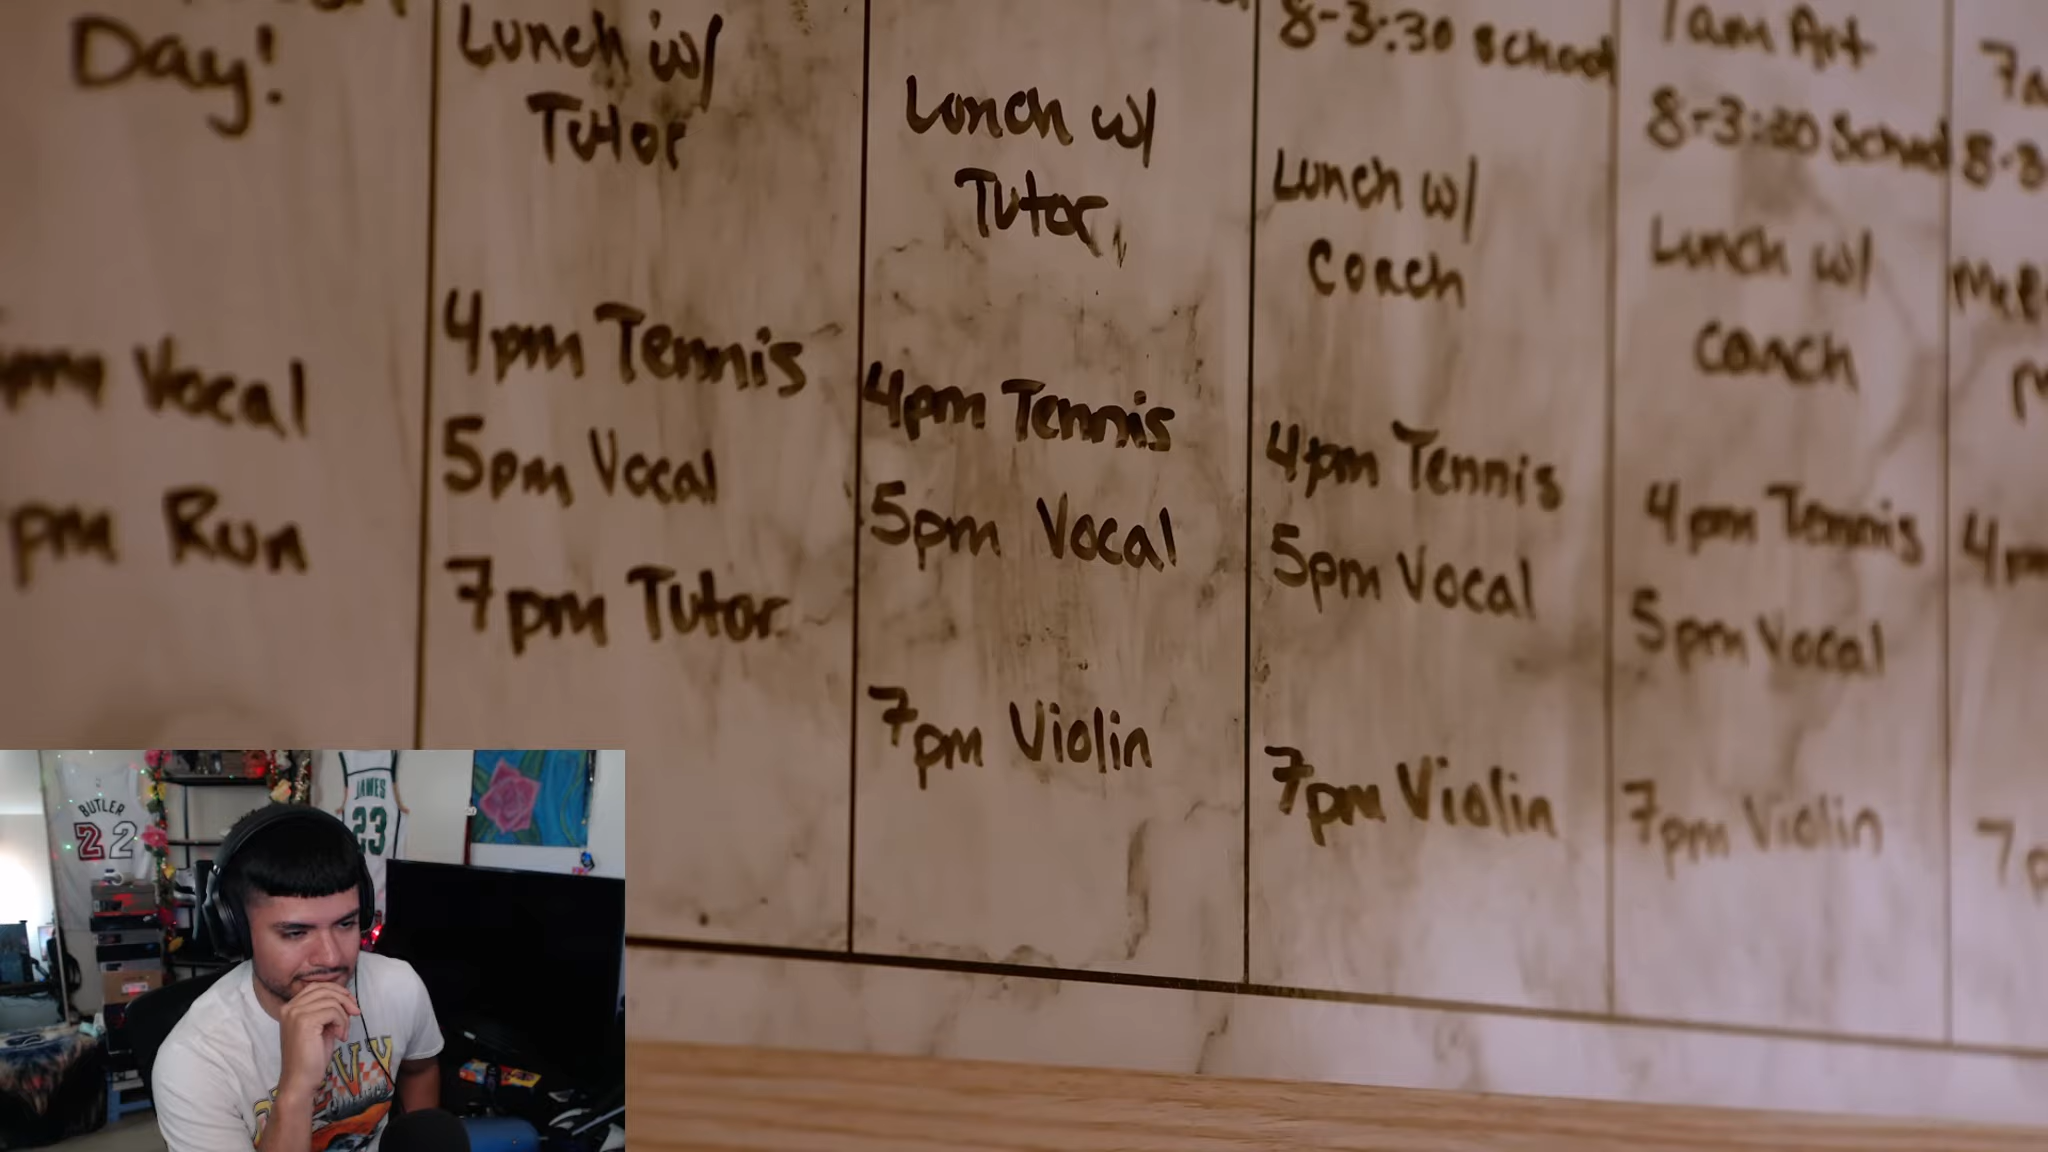 Day!
Vocal
pm Run
Lunch w/
Tutor
4pm Tennis
5pm Vocal
7pm Tutor
Lunch w/
Tutor
4pm Tennis
5pm Vocal
7pm Violin
8-3:30 School
Lunch w/
Coach
4pm Tennis
5pm Vocal
7pm Violin
7am Art
8-3:30 School
Lunch w/
Coach
4pm Tennis
5pm Vocal
7pm Violin
BUTLER
22
JAMES
23